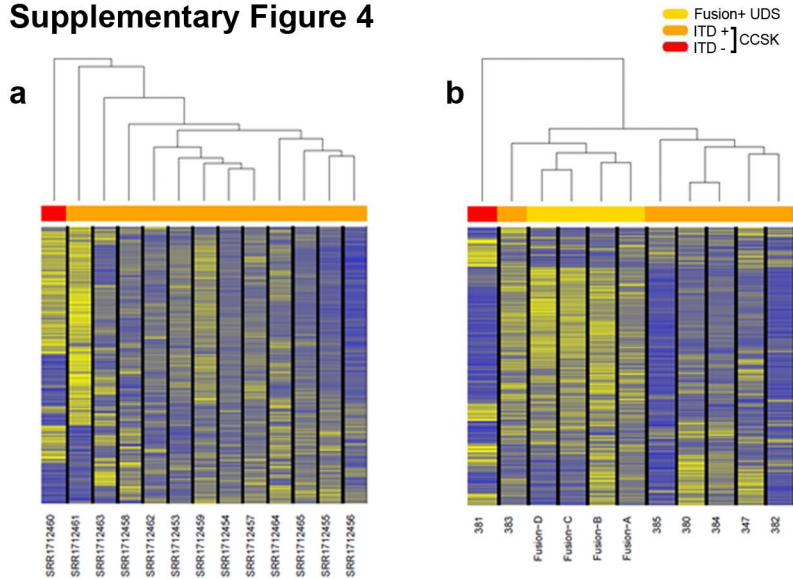 Supplementary Figure 4
Fusion+ UDS
ITD +
ITD -
CCSK
a
b
SRR1712460
SRR1712461
SRR1712463
SRR1712458
SRR1712462
SRR1712453
SRR1712459
SRR1712454
SRR1712457
SRR1712464
SRR1712465
SRR1712455
SRR1712456
381
383
Fusion-D
Fusion-C
Fusion-B
Fusion-A
385
380
384
347
382